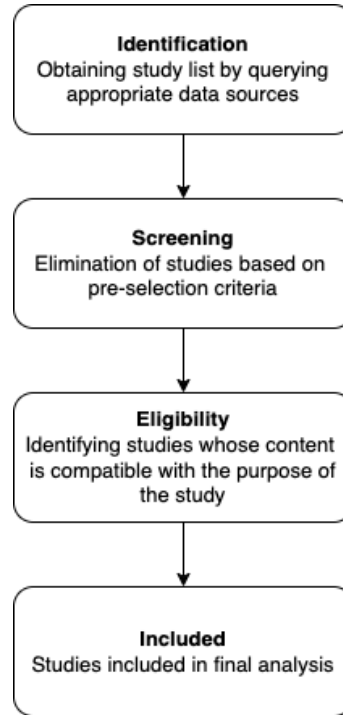 Identification
Obtaining study list by querying
appropriate data sources
Screening
Elimination of studies based on
pre-selection criteria
Eligibility
Identifying studies whose content
is compatible with the purpose of
the study
Included
Studies included in final analysis